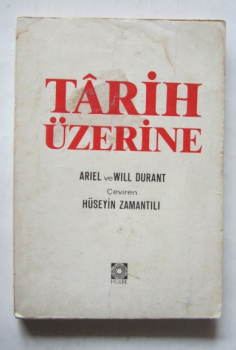 TÂRİH
ÜZERİNE
ARIEL ve WILL DURANT
Çeviren
HÜSEYİN ZAMANTILI